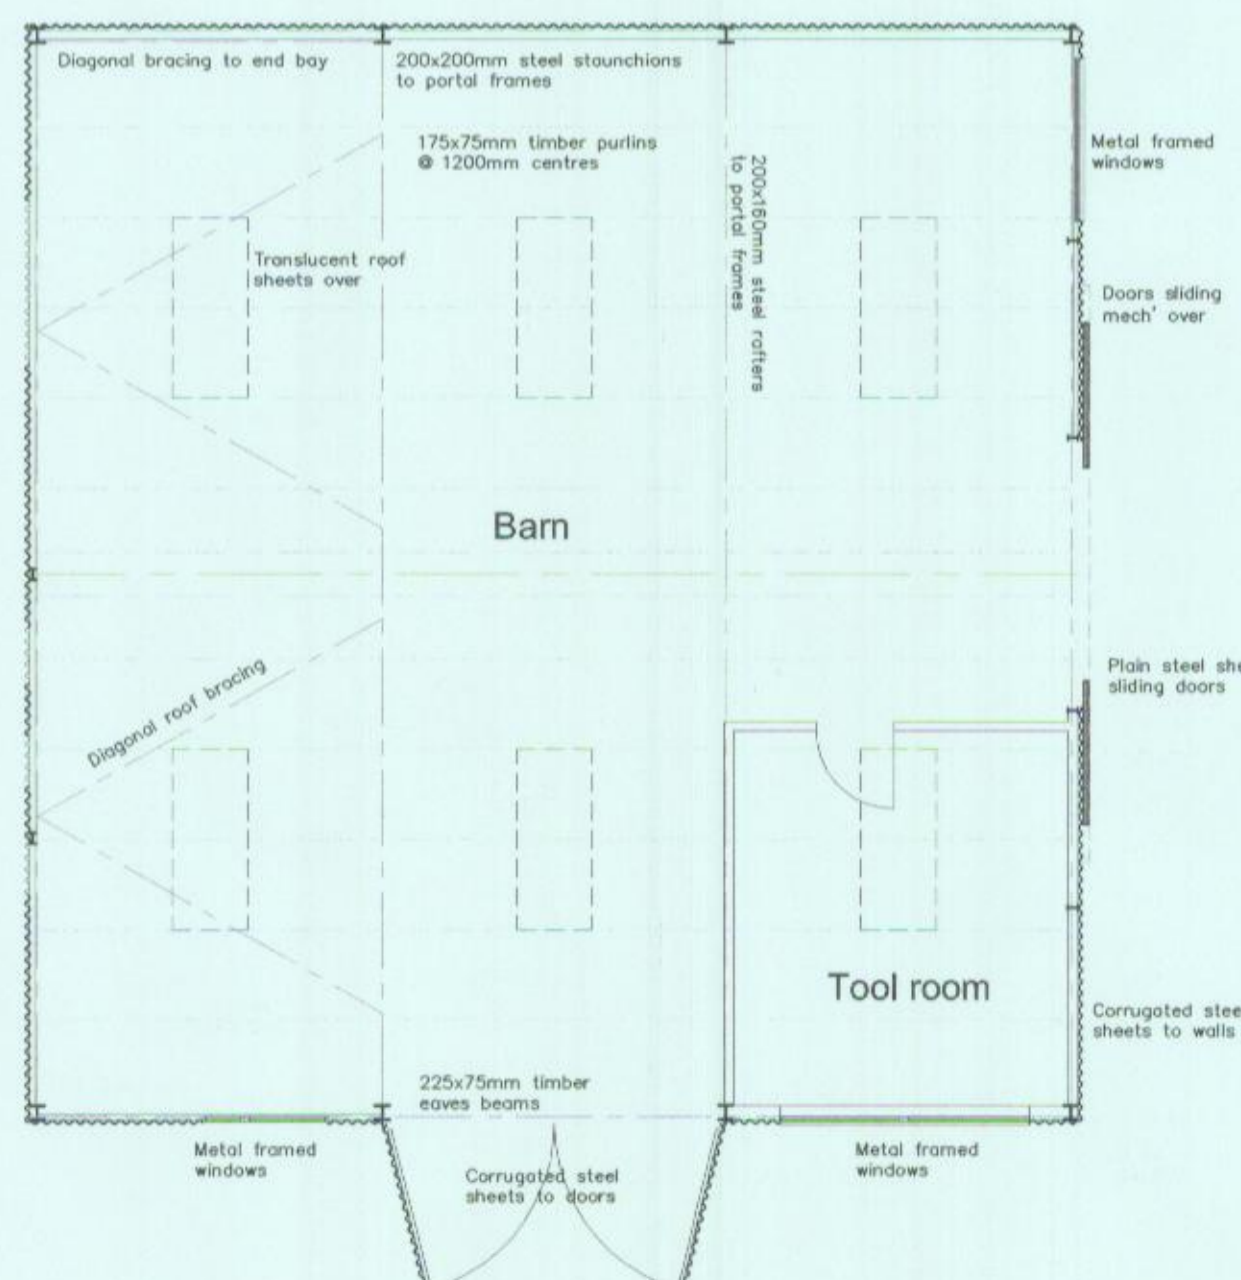 Diagonal bracing to end bay
200x200mm steel staunchions
to portal frames
175x75mm timber purlins
@ 1200mm centres
200x160mm steel rafters
to portal frames
Metal framed
windows
Translucent roof
sheets over
Doors sliding
mech' over
Barn
Diagonal roof bracing
Plain steel she
sliding doors
Tool room
Corrugated stee
sheets to walls
225x75mm timber
eaves beams
Metal framed
windows
Corrugated steel
sheets to doors
Metal framed
windows